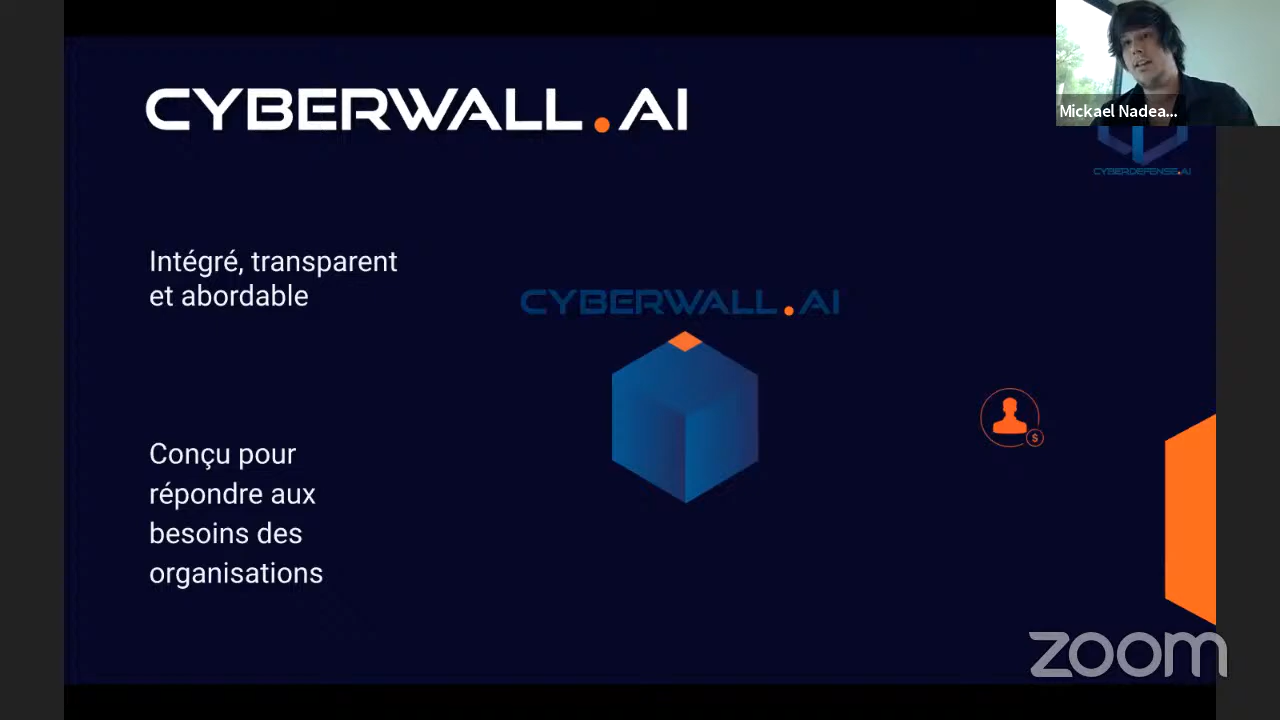 CYBERWALL.AI
Mickael Nadea...
CYBERDEFENSE.AI
Intégré, transparent
et abordable
CYBERWALL.AI
$
Conçu pour
répondre aux
besoins des
organisations
zoom